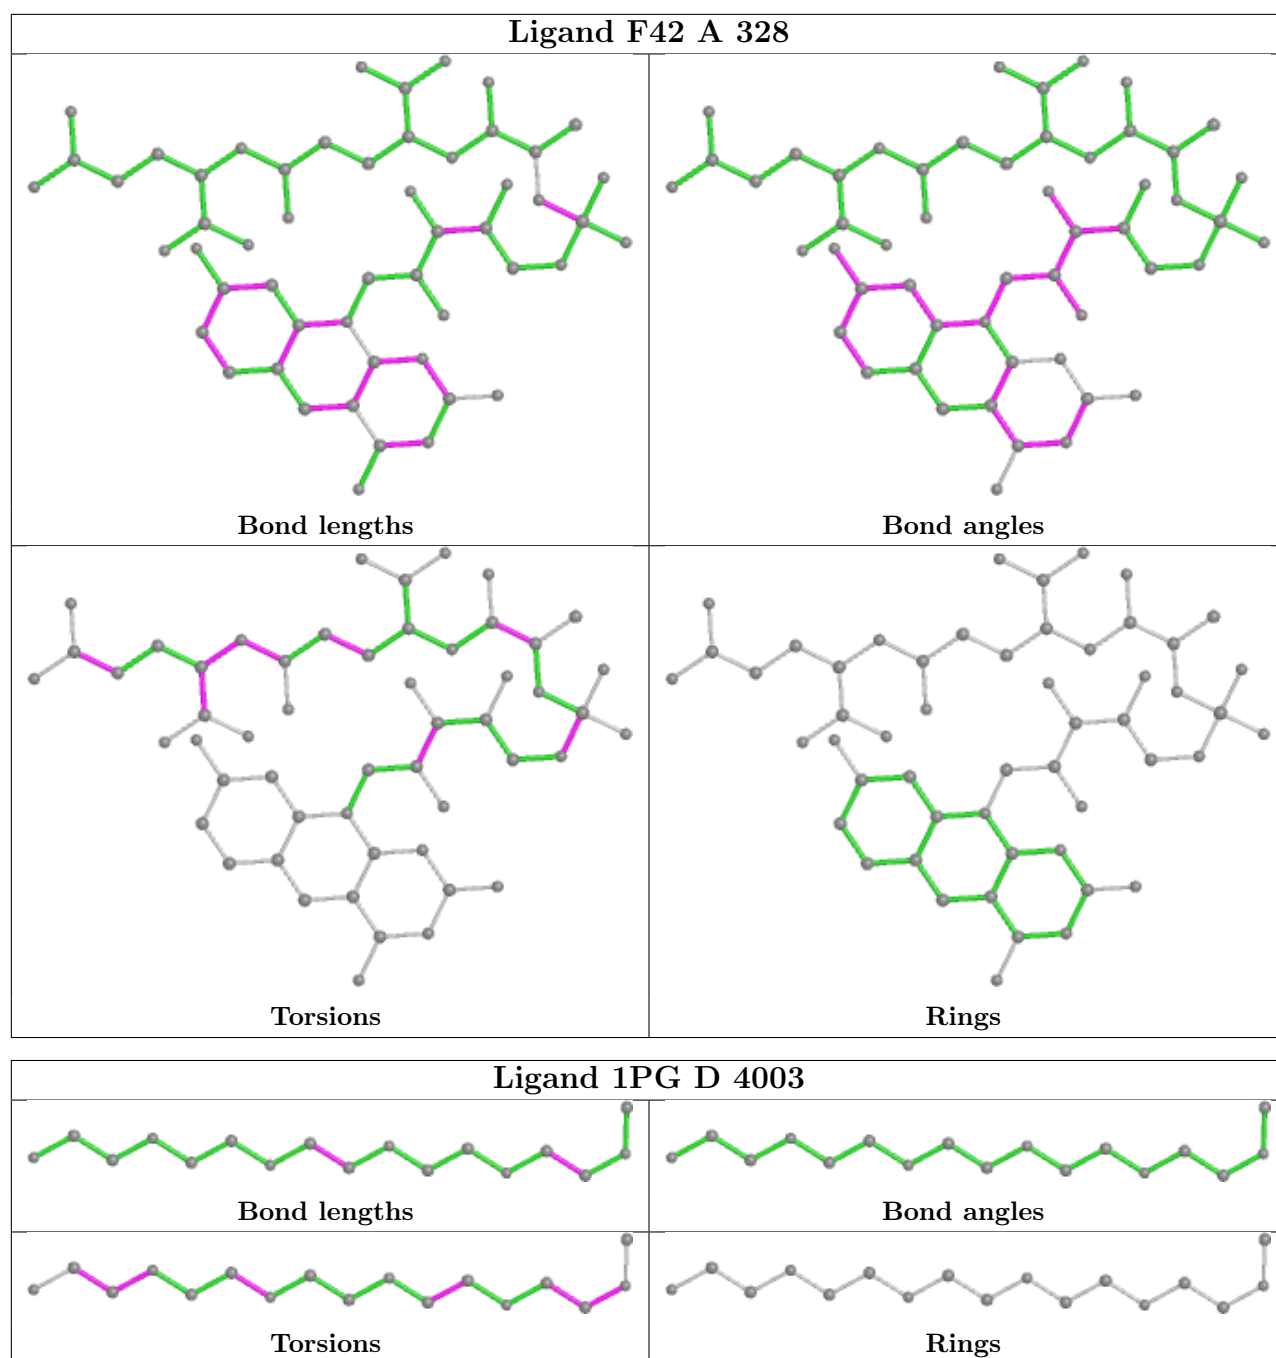 Ligand F42 A 328
Bond lengths
Bond angles
Torsions
Rings
Ligand 1PG D 4003
Bond lengths
Bond angles
Torsions
Rings